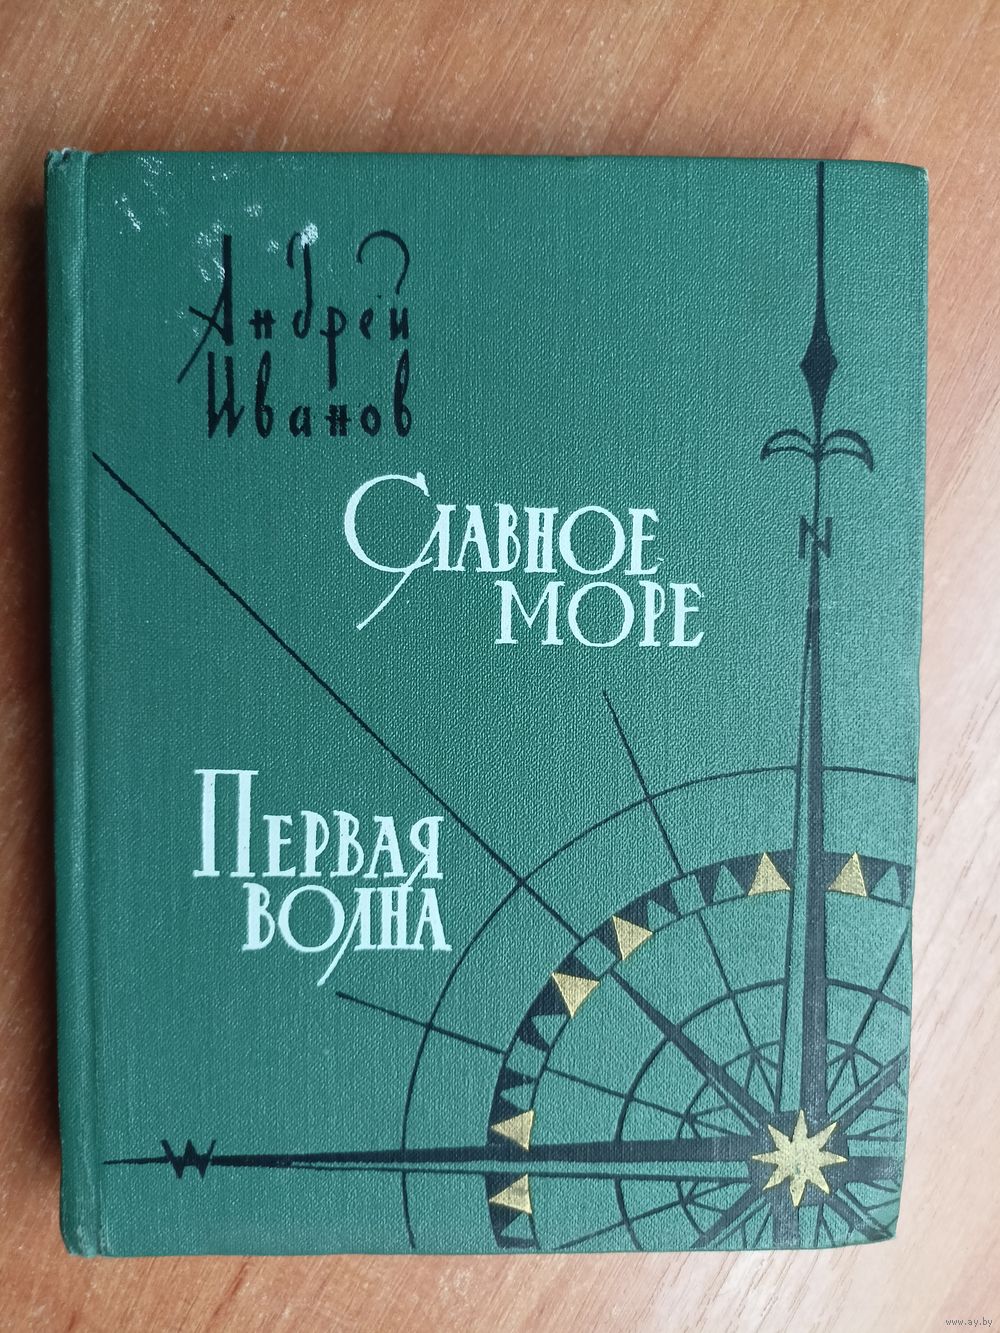 Андрей
Иванов
Славное
море
Первая
волна
N
W
www.ay.by